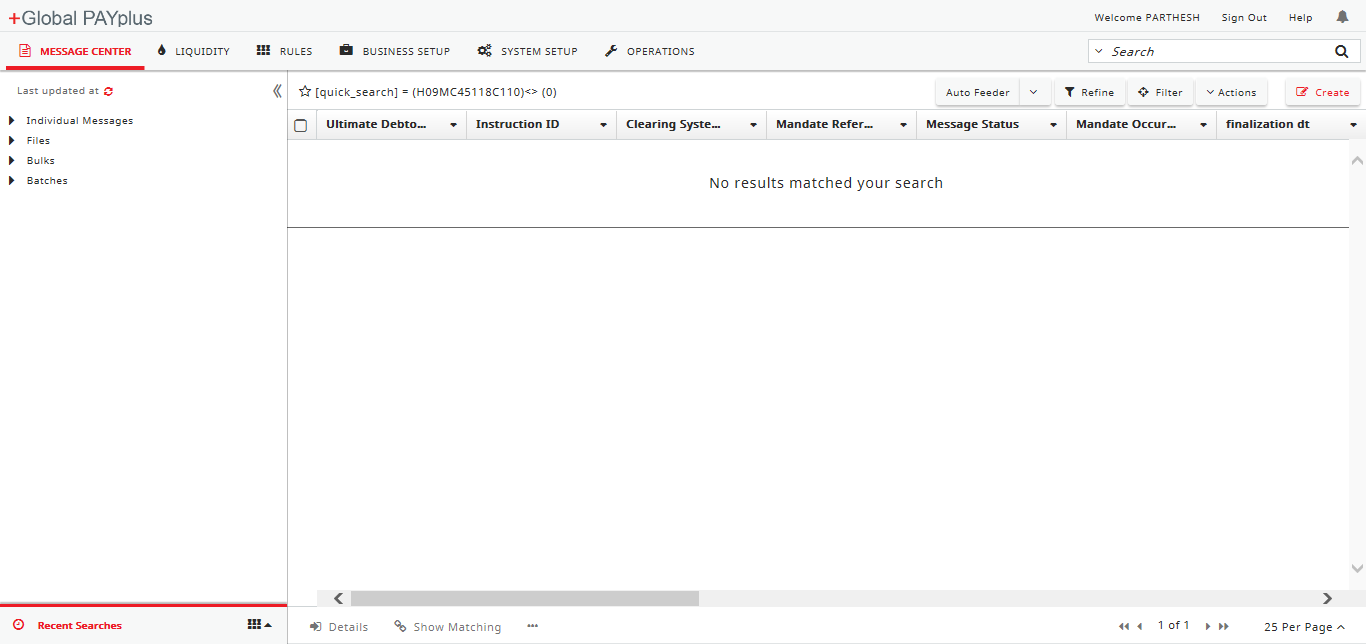 +Global PAYplus
Welcome PARTHESH Sign Out Help
MESSAGE CENTER LIQUIDITY RULES BUSINESS SETUP SYSTEM SETUP OPERATIONS Search
Last updated at
[quick_search] = (H09MC45118C110)<> (0)
Auto Feeder Refine Filter Actions Create
Individual Messages
Files
Bulks
Batches
Ultimate Debto... Instruction ID Clearing Syste... Mandate Refer... Message Status Mandate Occur... finalization dt
No results matched your search
Recent Searches
Details Show Matching ... 1 of 1 25 Per Page